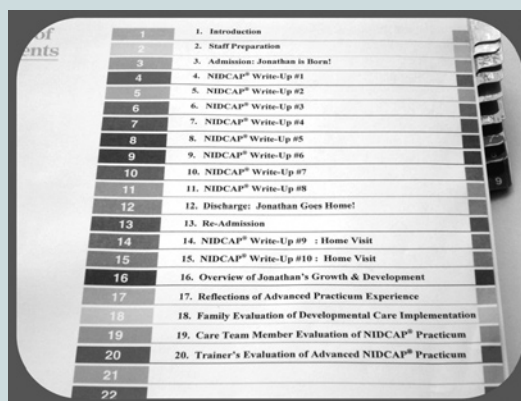 of
ents
1 1. Introduction
2 2. Staff Preparation
3 3. Admission: Jonathan is Born!
4 4. NIDCAP® Write-Up #1
5 5. NIDCAP® Write-Up #2
6 6. NIDCAP® Write-Up #3
7 7. NIDCAP® Write-Up #4
8 8. NIDCAP® Write-Up #5
9 9. NIDCAP® Write-Up #6
10 10. NIDCAP® Write-Up #7
11 11. NIDCAP® Write-Up #8
12 12. Discharge: Jonathan Goes Home!
13 13. Re-Admission
14 14. NIDCAP® Write-Up #9 : Home Visit
15 15. NIDCAP® Write-Up #10 : Home Visit
16 16. Overview of Jonathan's Growth & Development
17 17. Reflections of Advanced Practicum Experience
18 18. Family Evaluation of Developmental Care Implementation
19 19. Care Team Member Evaluation of NIDCAP® Practicum
20 20. Trainer's Evaluation of Advanced NIDCAP® Practicum
21
22
9